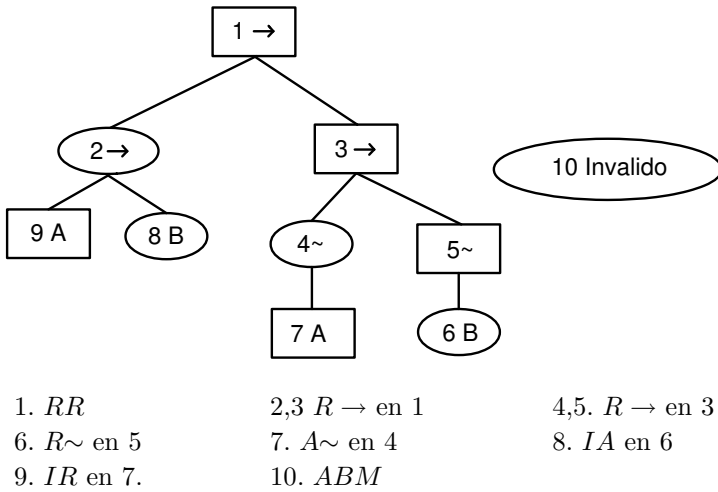 1 →
2→
3 →
10 Invalido
9 A
8 B
4~
5~
7 A
6 B
1. RR
2,3 R → en 1
4,5. R → en 3
6. R∼ en 5
7. A∼ en 4
8. IA en 6
9. IR en 7.
10. ABM